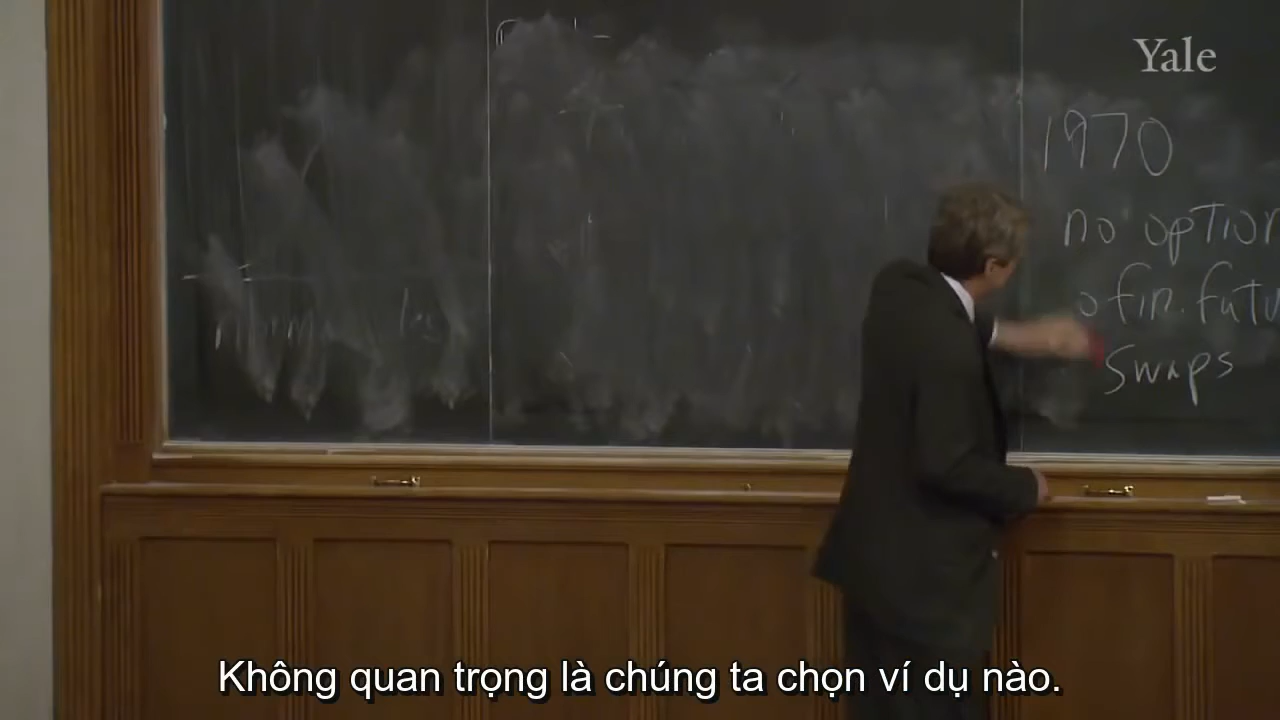 Yale
1970
no option
o fin. futu
swaps
Không quan trọng là chúng ta chọn ví dụ nào.